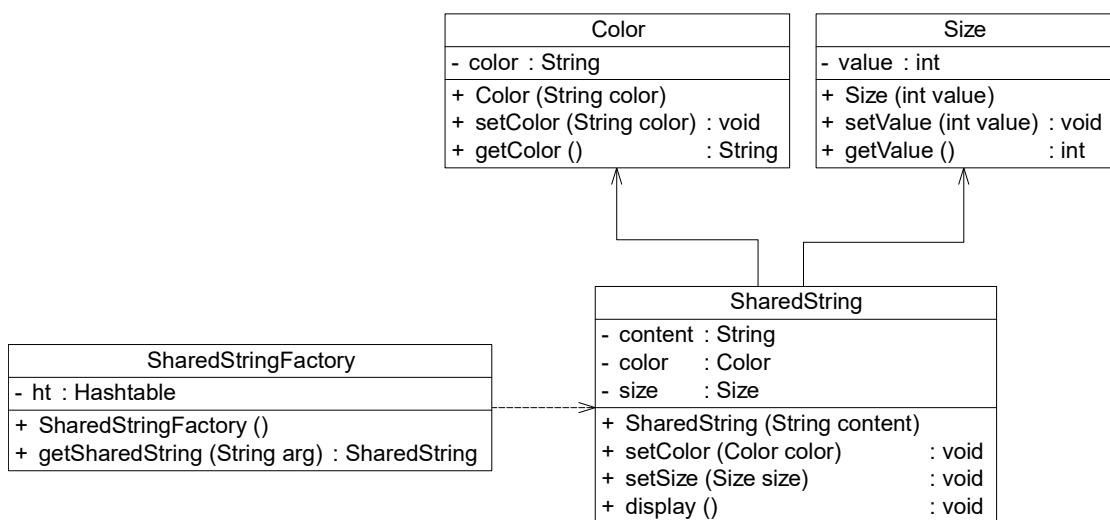 Color
- color : String
+ Color (String color)
+ setColor (String color) : void
+ getColor () : String
Size
- value : int
+ Size (int value)
+ setValue (int value) : void
+ getValue () : int
SharedString
- content : String
- color : Color
- size : Size
+ SharedString (String content)
+ setColor (Color color) : void
+ setSize (Size size) : void
+ display () : void
SharedStringFactory
- ht : Hashtable
+ SharedStringFactory ()
+ getSharedString (String arg) : SharedString